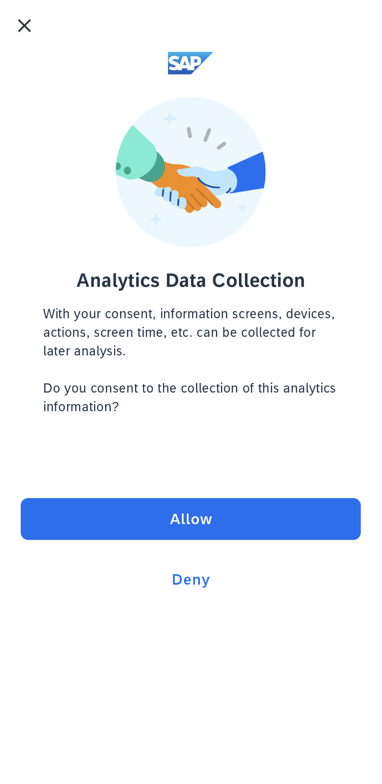 SAP
Analytics Data Collection
With your consent, information screens, devices,
actions, screen time, etc. can be collected for
later analysis.
Do you consent to the collection of this analytics
information?
Allow
Deny